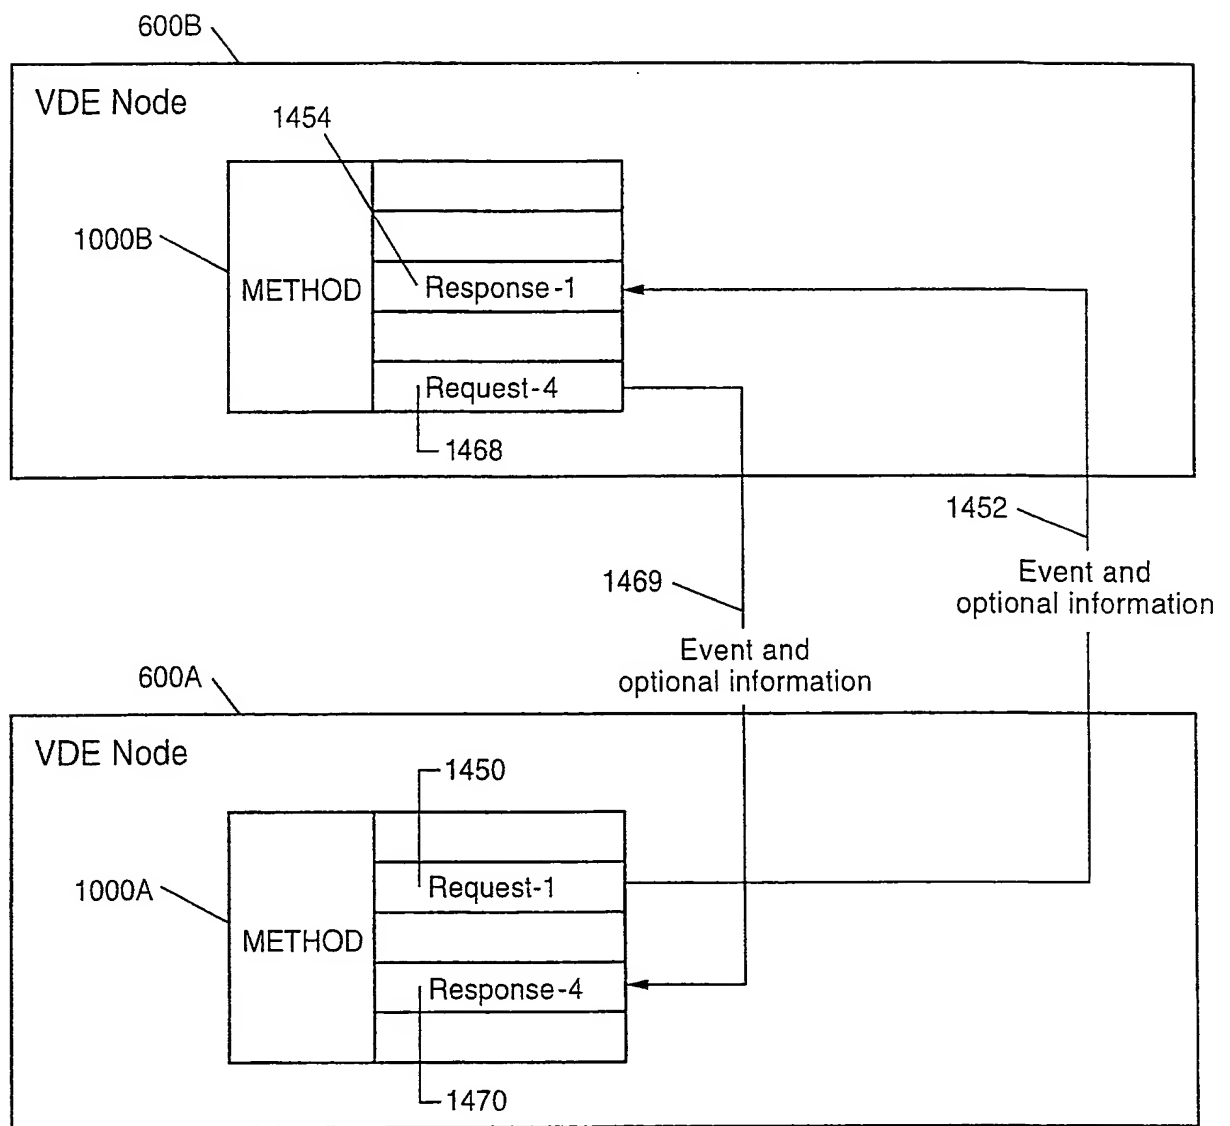 600B
VDE Node
1454
1000B
METHOD
Response-1
Request-4
1468
1452
Event and
optional information
1469
Event and
optional information
600A
VDE Node
1450
1000A
METHOD
Request-1
Response-4
1470